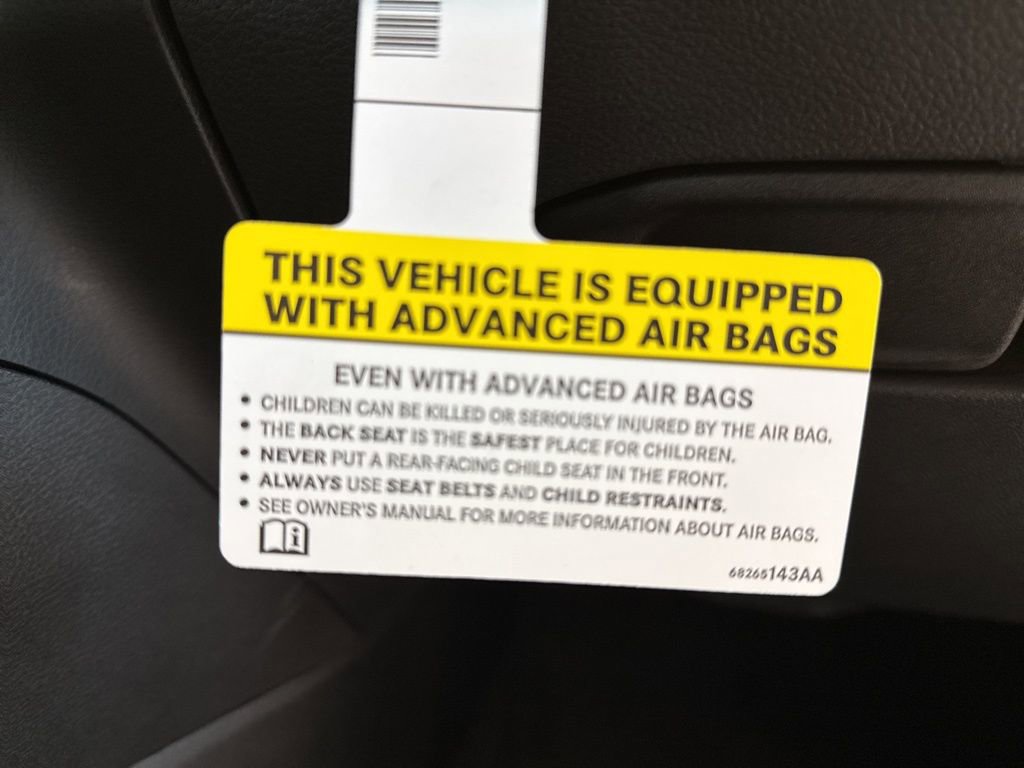 THIS VEHICLE IS EQUIPPED
WITH ADVANCED AIR BAGS
EVEN WITH ADVANCED AIR BAGS
• CHILDREN CAN BE KILLED OR SERIOUSLY INJURED BY THE AIR BAG.
• THE BACK SEAT IS THE SAFEST PLACE FOR CHILDREN.
• NEVER PUT A REAR-FACING CHILD SEAT IN THE FRONT.
• ALWAYS USE SEAT BELTS AND CHILD RESTRAINTS.
• SEE OWNER'S MANUAL FOR MORE INFORMATION ABOUT AIR BAGS.
i
68265143AA